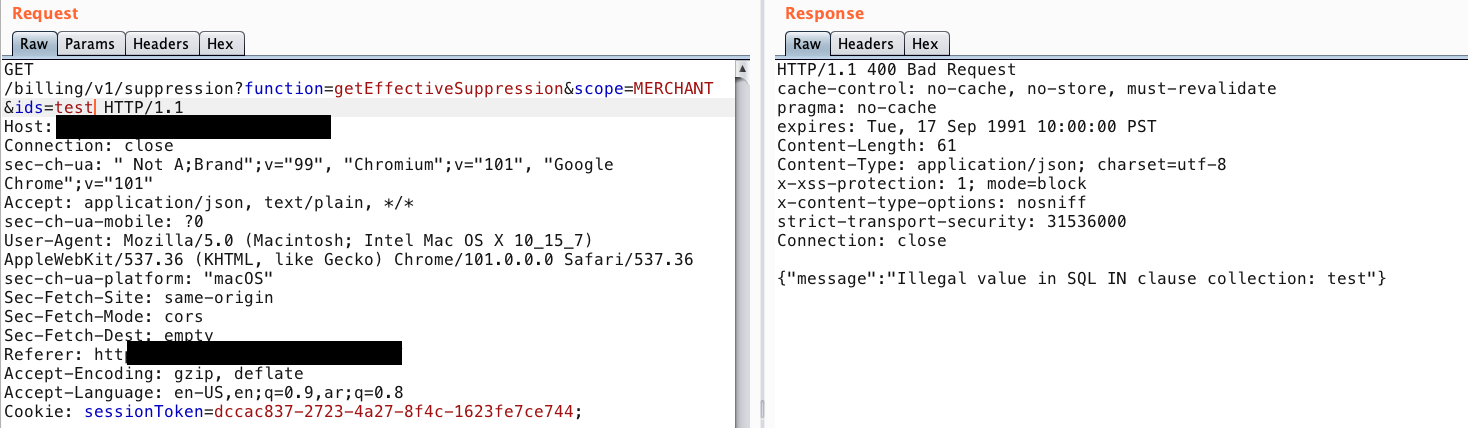 Request
Raw Params Headers Hex
GET
/billing/v1/suppression?function=getEffectiveSuppression&scope=MERCHANT
&ids=test HTTP/1.1
Host:
Connection: close
sec-ch-ua: " Not A;Brand";v="99", "Chromium";v="101", "Google
Chrome";v="101"
Accept: application/json, text/plain, */*
sec-ch-ua-mobile: ?0
User-Agent: Mozilla/5.0 (Macintosh; Intel Mac OS X 10_15_7)
AppleWebKit/537.36 (KHTML, like Gecko) Chrome/101.0.0.0 Safari/537.36
sec-ch-ua-platform: "macOS"
Sec-Fetch-Site: same-origin
Sec-Fetch-Mode: cors
Sec-Fetch-Dest: empty
Referer: htt
Accept-Encoding: gzip, deflate
Accept-Language: en-US,en;q=0.9,ar;q=0.8
Cookie: sessionToken=dccac837-2723-4a27-8f4c-1623fe7ce744;
Response
Raw Headers Hex
HTTP/1.1 400 Bad Request
cache-control: no-cache, no-store, must-revalidate
pragma: no-cache
expires: Tue, 17 Sep 1991 10:00:00 PST
Content-Length: 61
Content-Type: application/json; charset=utf-8
x-xss-protection: 1; mode=block
x-content-type-options: nosniff
strict-transport-security: 31536000
Connection: close
{"message":"Illegal value in SQL IN clause collection: test"}